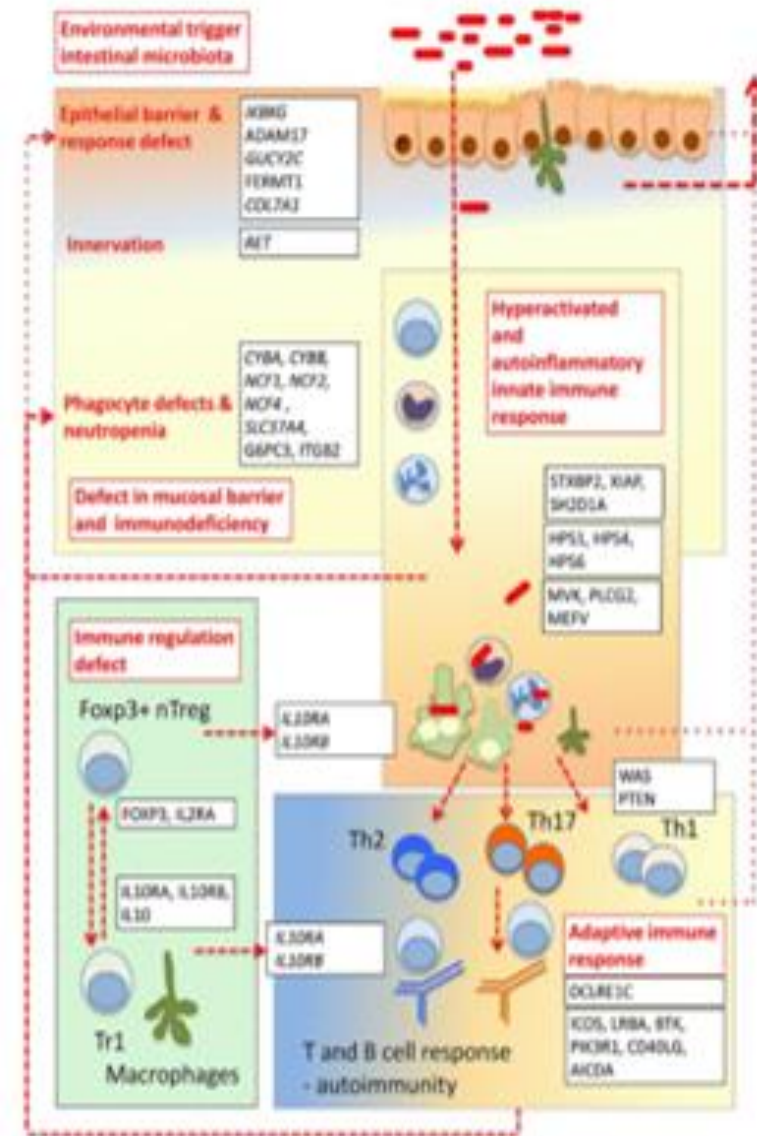 Environmental trigger
intestinal microbiota
Epithelial barrier &
response defect
IKBKG
ADAM17
GUCY2C
FERMT1
COL7A1
Innervation
RET
Phagocyte defects &
neutropenia
CYBA, CYBB,
NCF1, NCF2,
NCF4 ,
SLC37A4,
G6PC3, ITGB2
Defect in mucosal barrier
and immunodeficiency
Hyperactivated
and
autoinflammatory
innate immune
response
STXBP2, XIAP,
SH2D1A
HPS1, HPS4,
HPS6
MVK, PLCG2,
MEFV
Immune regulation
defect
Foxp3+ nTreg
IL10RA
IL10RB
FOXP3, IL2RA
IL10RA, IL10RB,
IL10
Tr1
Macrophages
IL10RA
IL10RB
WAS
PTEN
Th2
Th17
Th1
Adaptive immune
response
DCLRE1C
ICOS, LRBA, BTK,
PIK3R1, CD40LG,
AICDA
T and B cell response
- autoimmunity